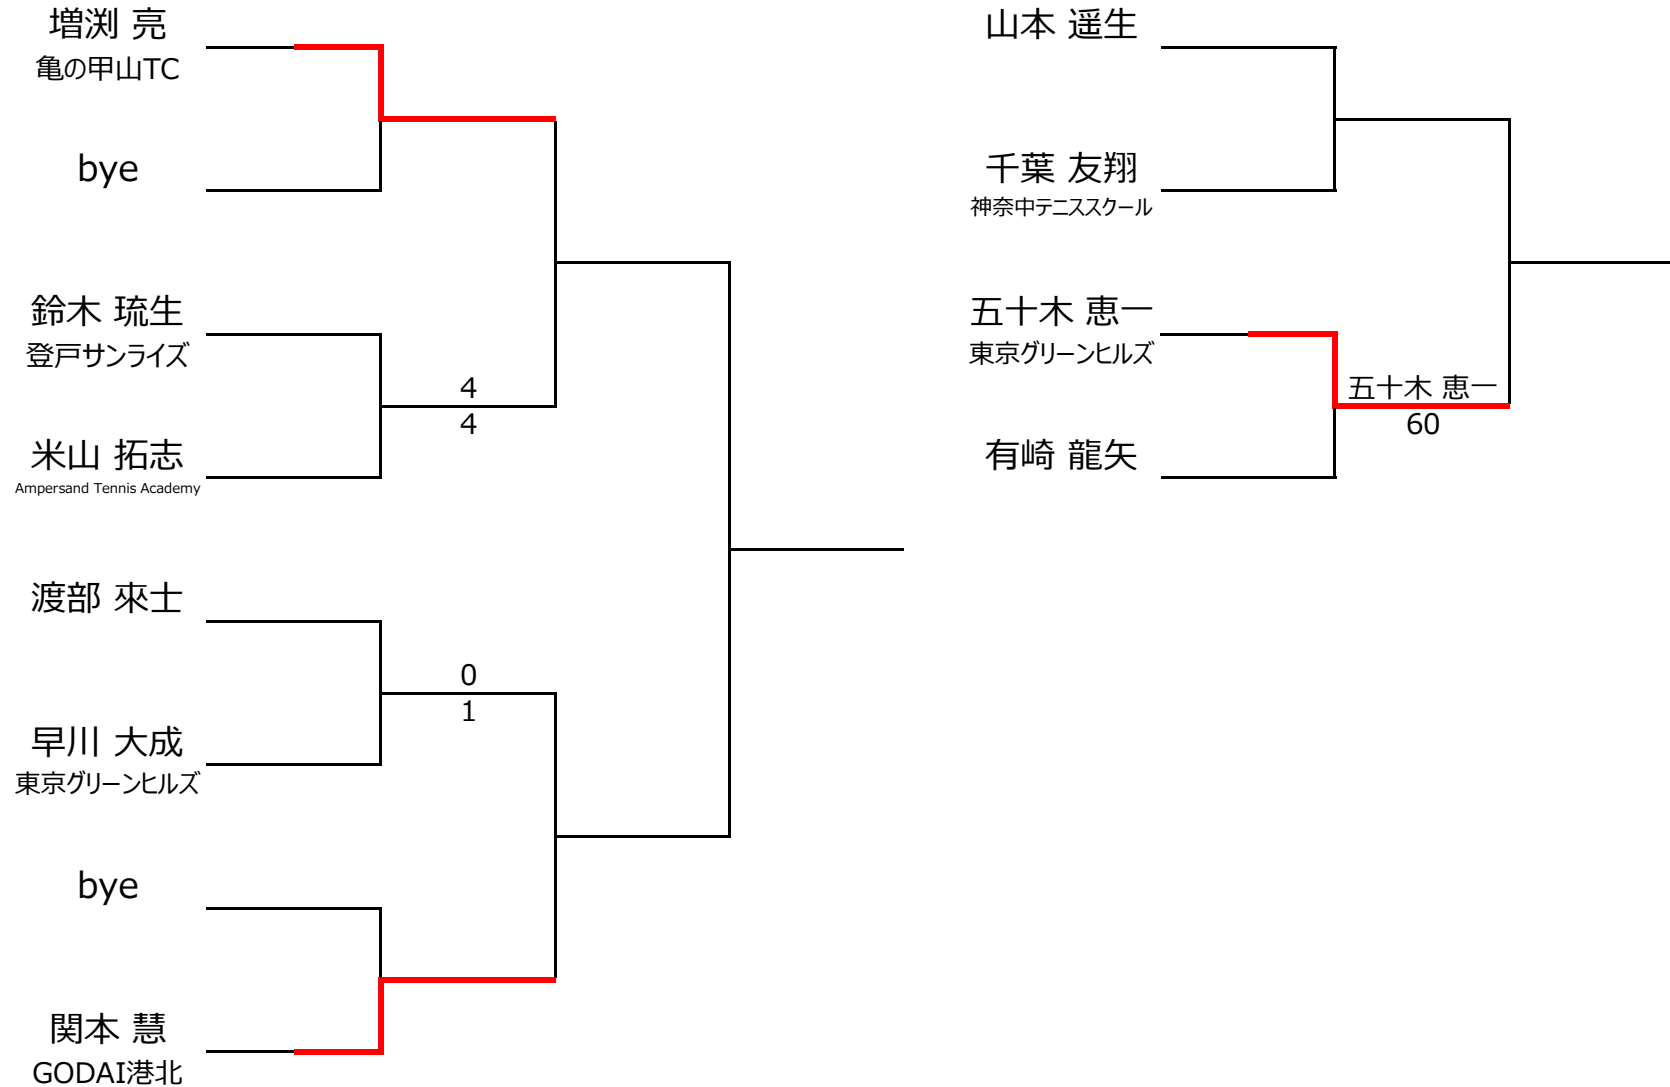 増渕 亮
亀の甲山TC
bye
鈴木 琉生
登戸サンライズ
4
4
米山 拓志
Ampersand Tennis Academy
渡部 來士
0
1
早川 大成
東京グリーンヒルズ
bye
関本 慧
GODAI港北
山本 遥生
千葉 友翔
神奈中テニススクール
五十木 恵一
東京グリーンヒルズ
五十木 恵一
60
有崎 龍矢